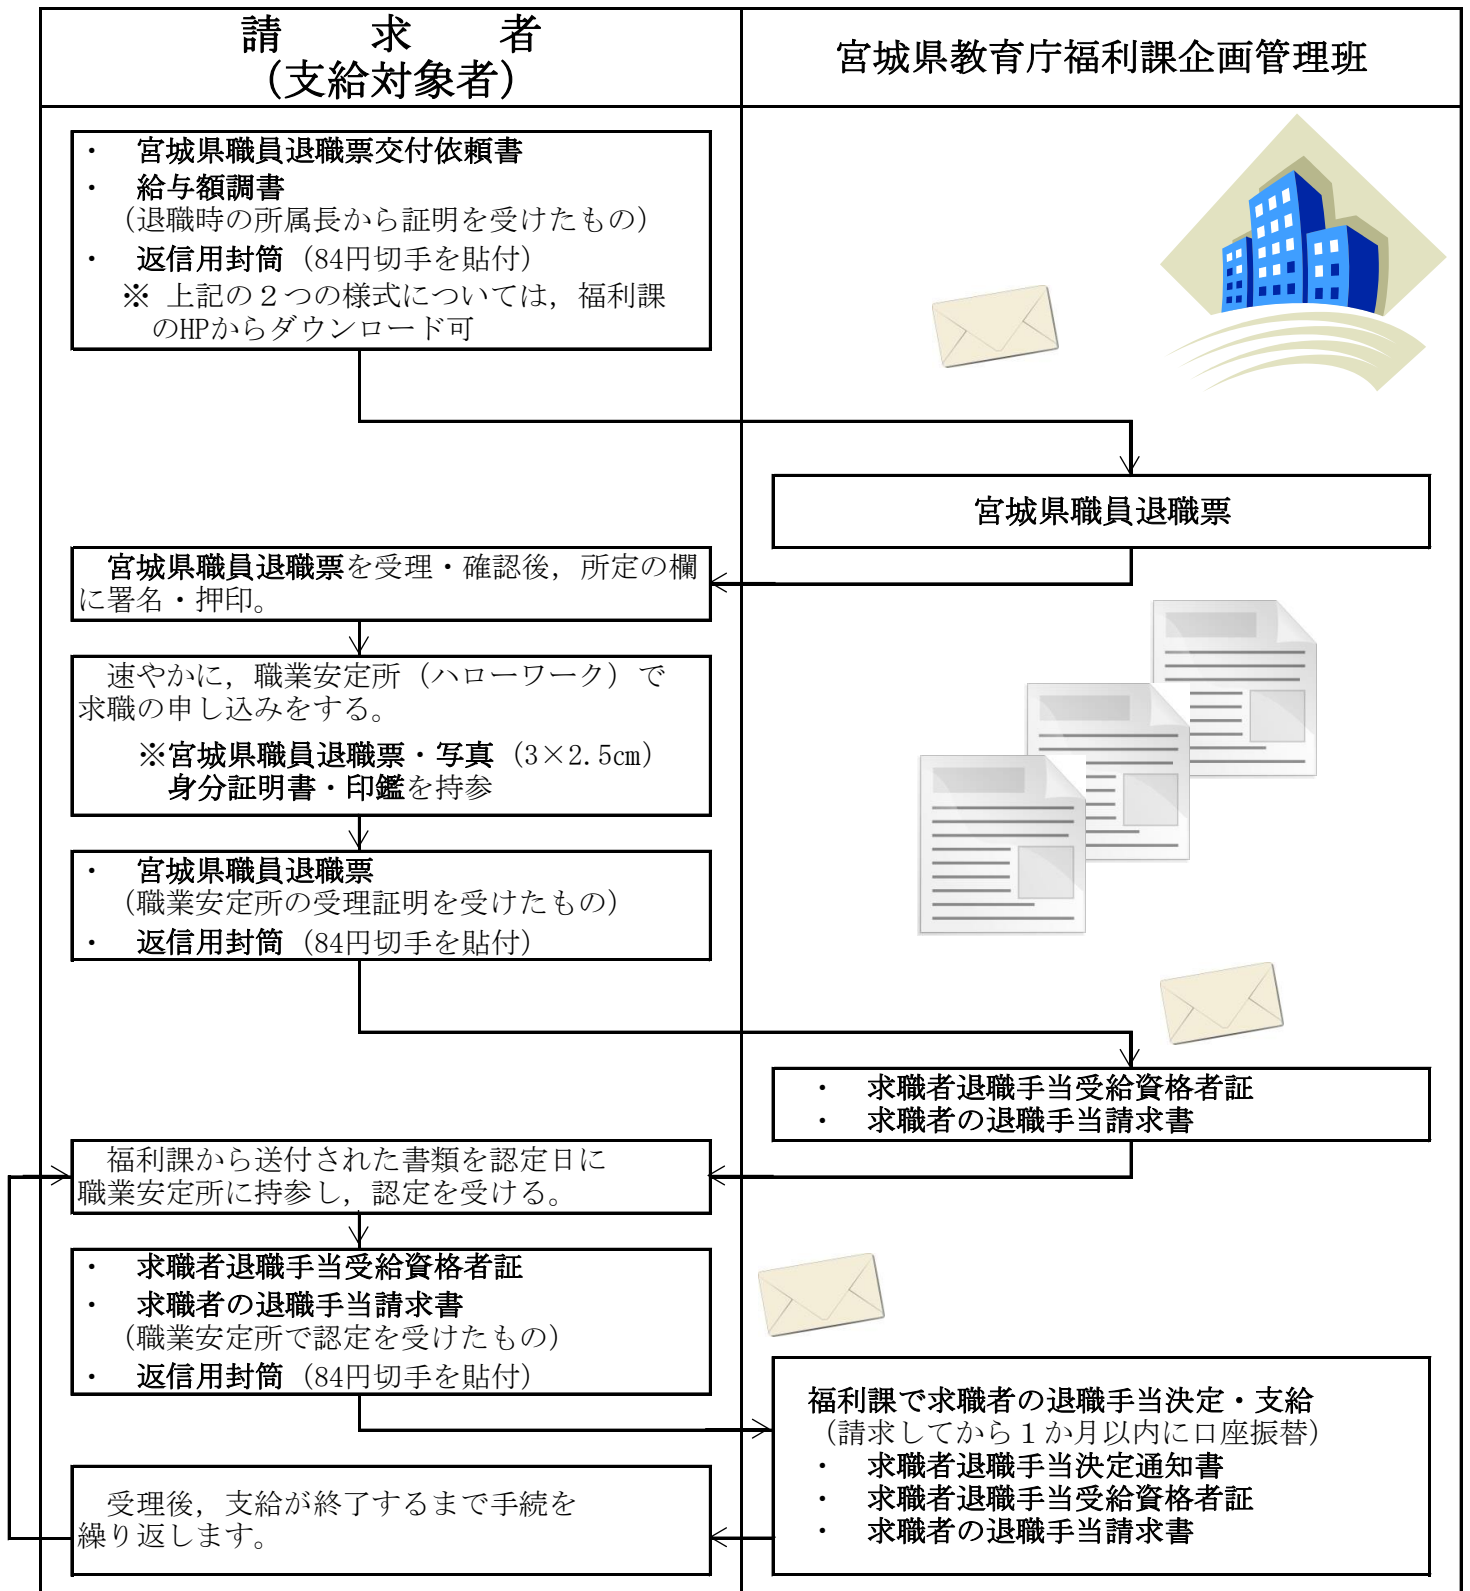 請　求　者
（支給対象者）
宮城県教育庁福利課企画管理班
・　宮城県職員退職票交付依頼書
・　給与額調書
（退職時の所属長から証明を受けたもの）
・　返信用封筒（84円切手を貼付）
※ 上記の２つの様式については，福利課
のHPからダウンロード可
宮城県職員退職票
宮城県職員退職票を受理・確認後，所定の欄
に署名・押印。
速やかに，職業安定所（ハローワーク）で
求職の申し込みをする。
※宮城県職員退職票・写真（3×2.5㎝）
身分証明書・印鑑を持参
・　宮城県職員退職票
（職業安定所の受理証明を受けたもの）
・　返信用封筒（84円切手を貼付）
・　求職者退職手当受給資格者証
・　求職者の退職手当請求書
福利課から送付された書類を認定日に
職業安定所に持参し，認定を受ける。
・　求職者退職手当受給資格者証
・　求職者の退職手当請求書
（職業安定所で認定を受けたもの）
・　返信用封筒（84円切手を貼付）
福利課で求職者の退職手当決定・支給
（請求してから１か月以内に口座振替）
・　求職者退職手当決定通知書
・　求職者退職手当受給資格者証
・　求職者の退職手当請求書
受理後，支給が終了するまで手続を
繰り返します。